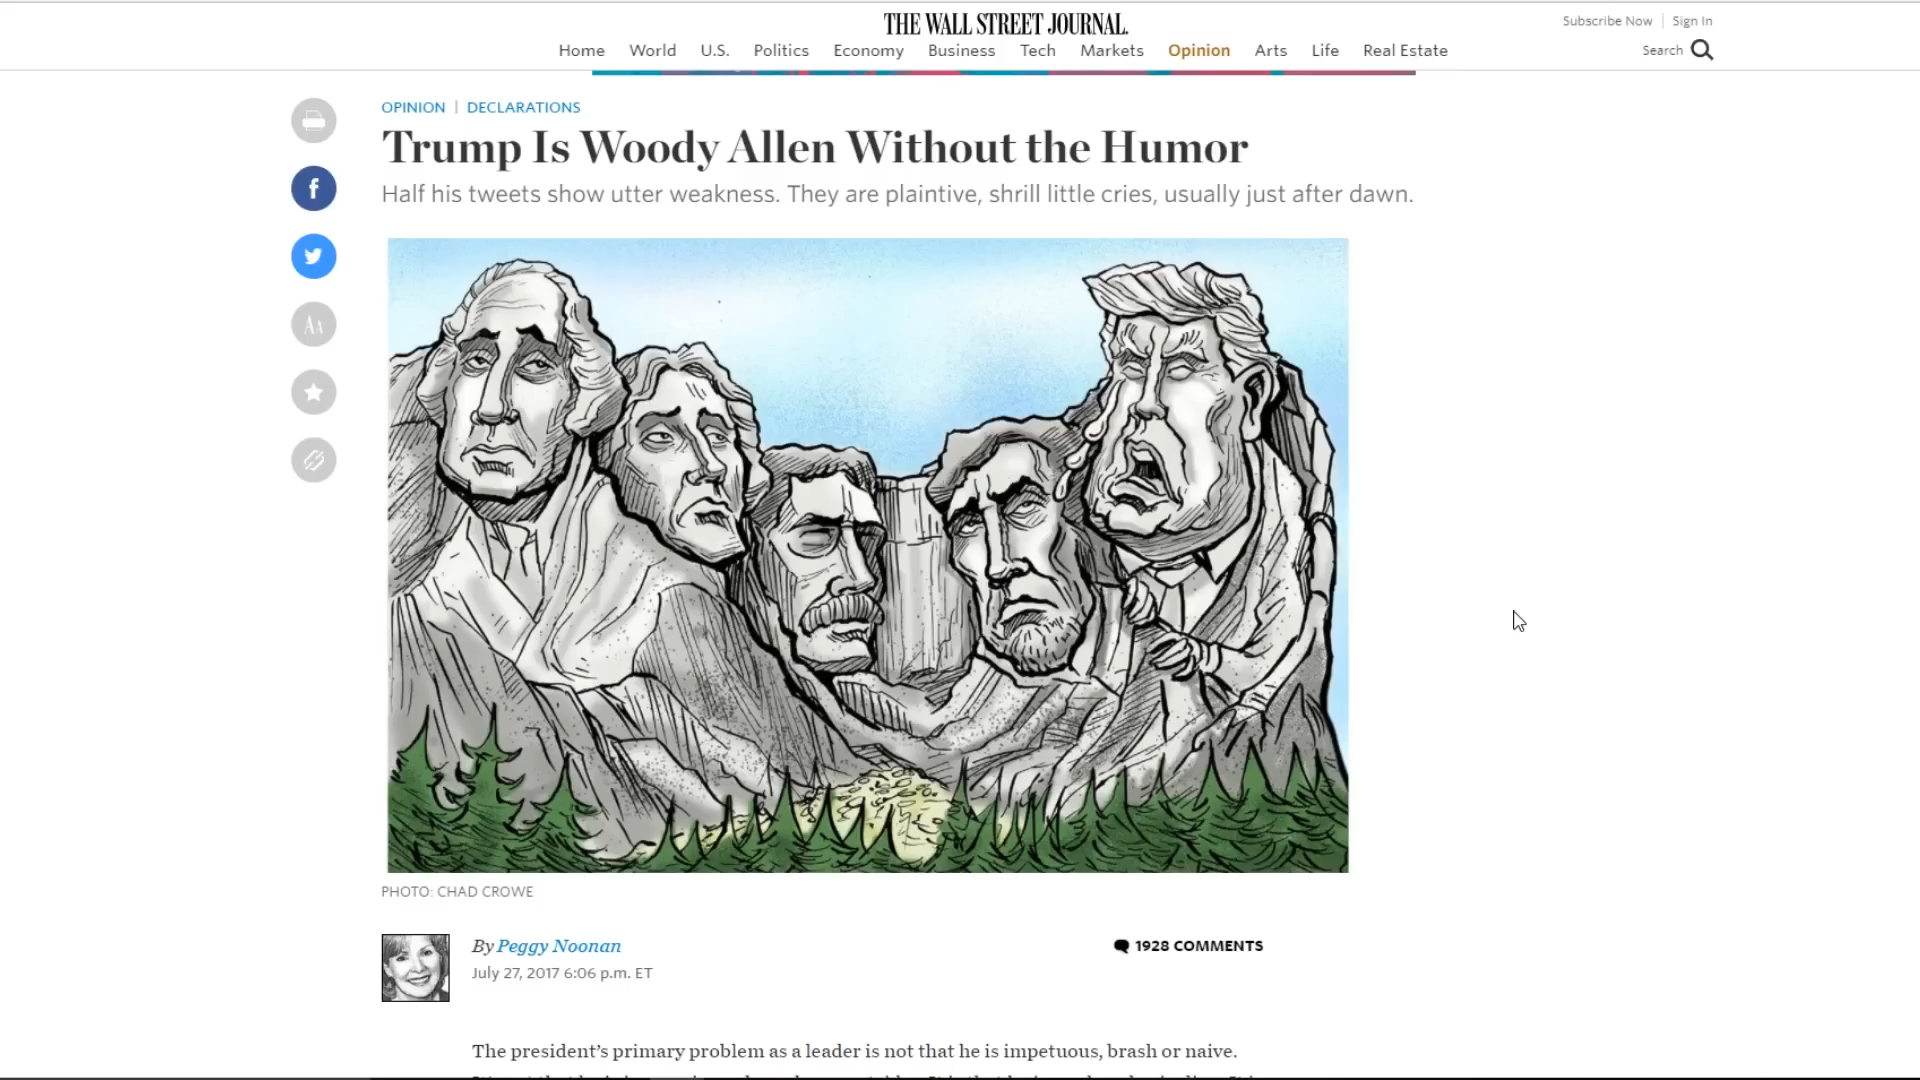 THE WALL STREET JOURNAL.
Subscribe Now | Sign In
Home World U.S. Politics Economy Business Tech Markets Opinion Arts Life Real Estate
Search
OPINION | DECLARATIONS
Trump Is Woody Allen Without the Humor
Half his tweets show utter weakness. They are plaintive, shrill little cries, usually just after dawn.
AA
PHOTO: CHAD CROWE
By Peggy Noonan
1928 COMMENTS
July 27, 2017 6:06 p.m. ET
The president's primary problem as a leader is not that he is impetuous, brash or naive.